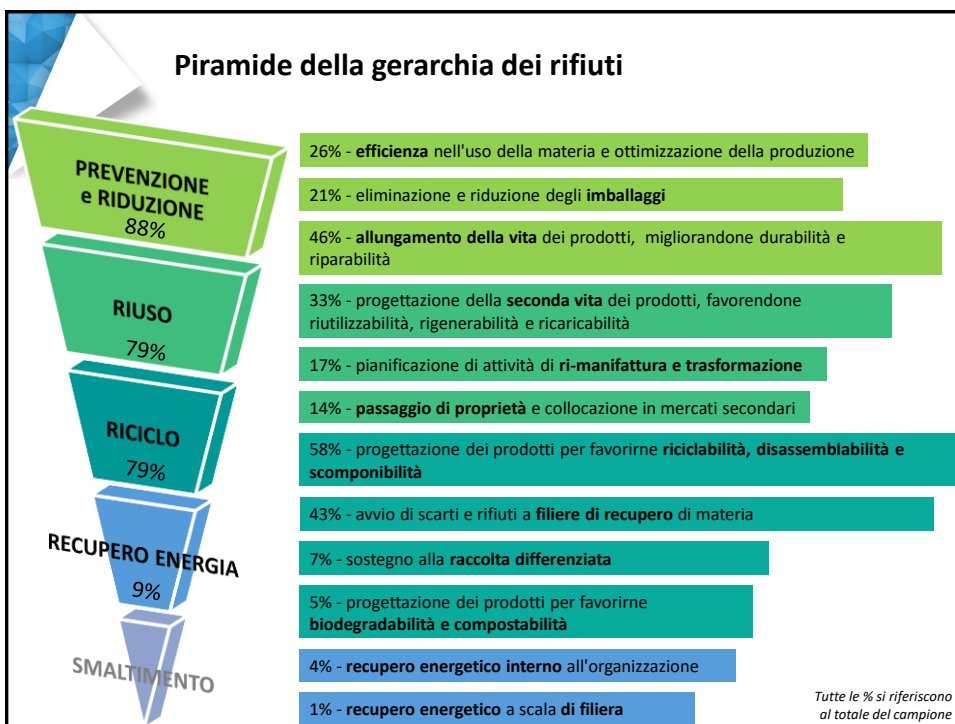 Piramide della gerarchia dei rifiuti
PREVENZIONE
e RIDUZIONE
88%
26% - efficienza nell'uso della materia e ottimizzazione della produzione
21% - eliminazione e riduzione degli imballaggi
46% - allungamento della vita dei prodotti, migliorandone durabilità e
riparabilità
RIUSO
79%
33% - progettazione della seconda vita dei prodotti, favorendone
riutilizzabilità, rigenerabilità e ricaricabilità
17% - pianificazione di attività di ri-manifattura e trasformazione
14% - passaggio di proprietà e collocazione in mercati secondari
RICICLO
79%
58% - progettazione dei prodotti per favorirne riciclabilità, disassemblabilità e
scomponibilità
43% - avvio di scarti e rifiuti a filiere di recupero di materia
7% - sostegno alla raccolta differenziata
5% - progettazione dei prodotti per favorirne
biodegradabilità e compostabilità
RECUPERO ENERGIA
9%
4% - recupero energetico interno all'organizzazione
1% - recupero energetico a scala di filiera
SMALTIMENTO
Tutte le % si riferiscono
al totale del campione